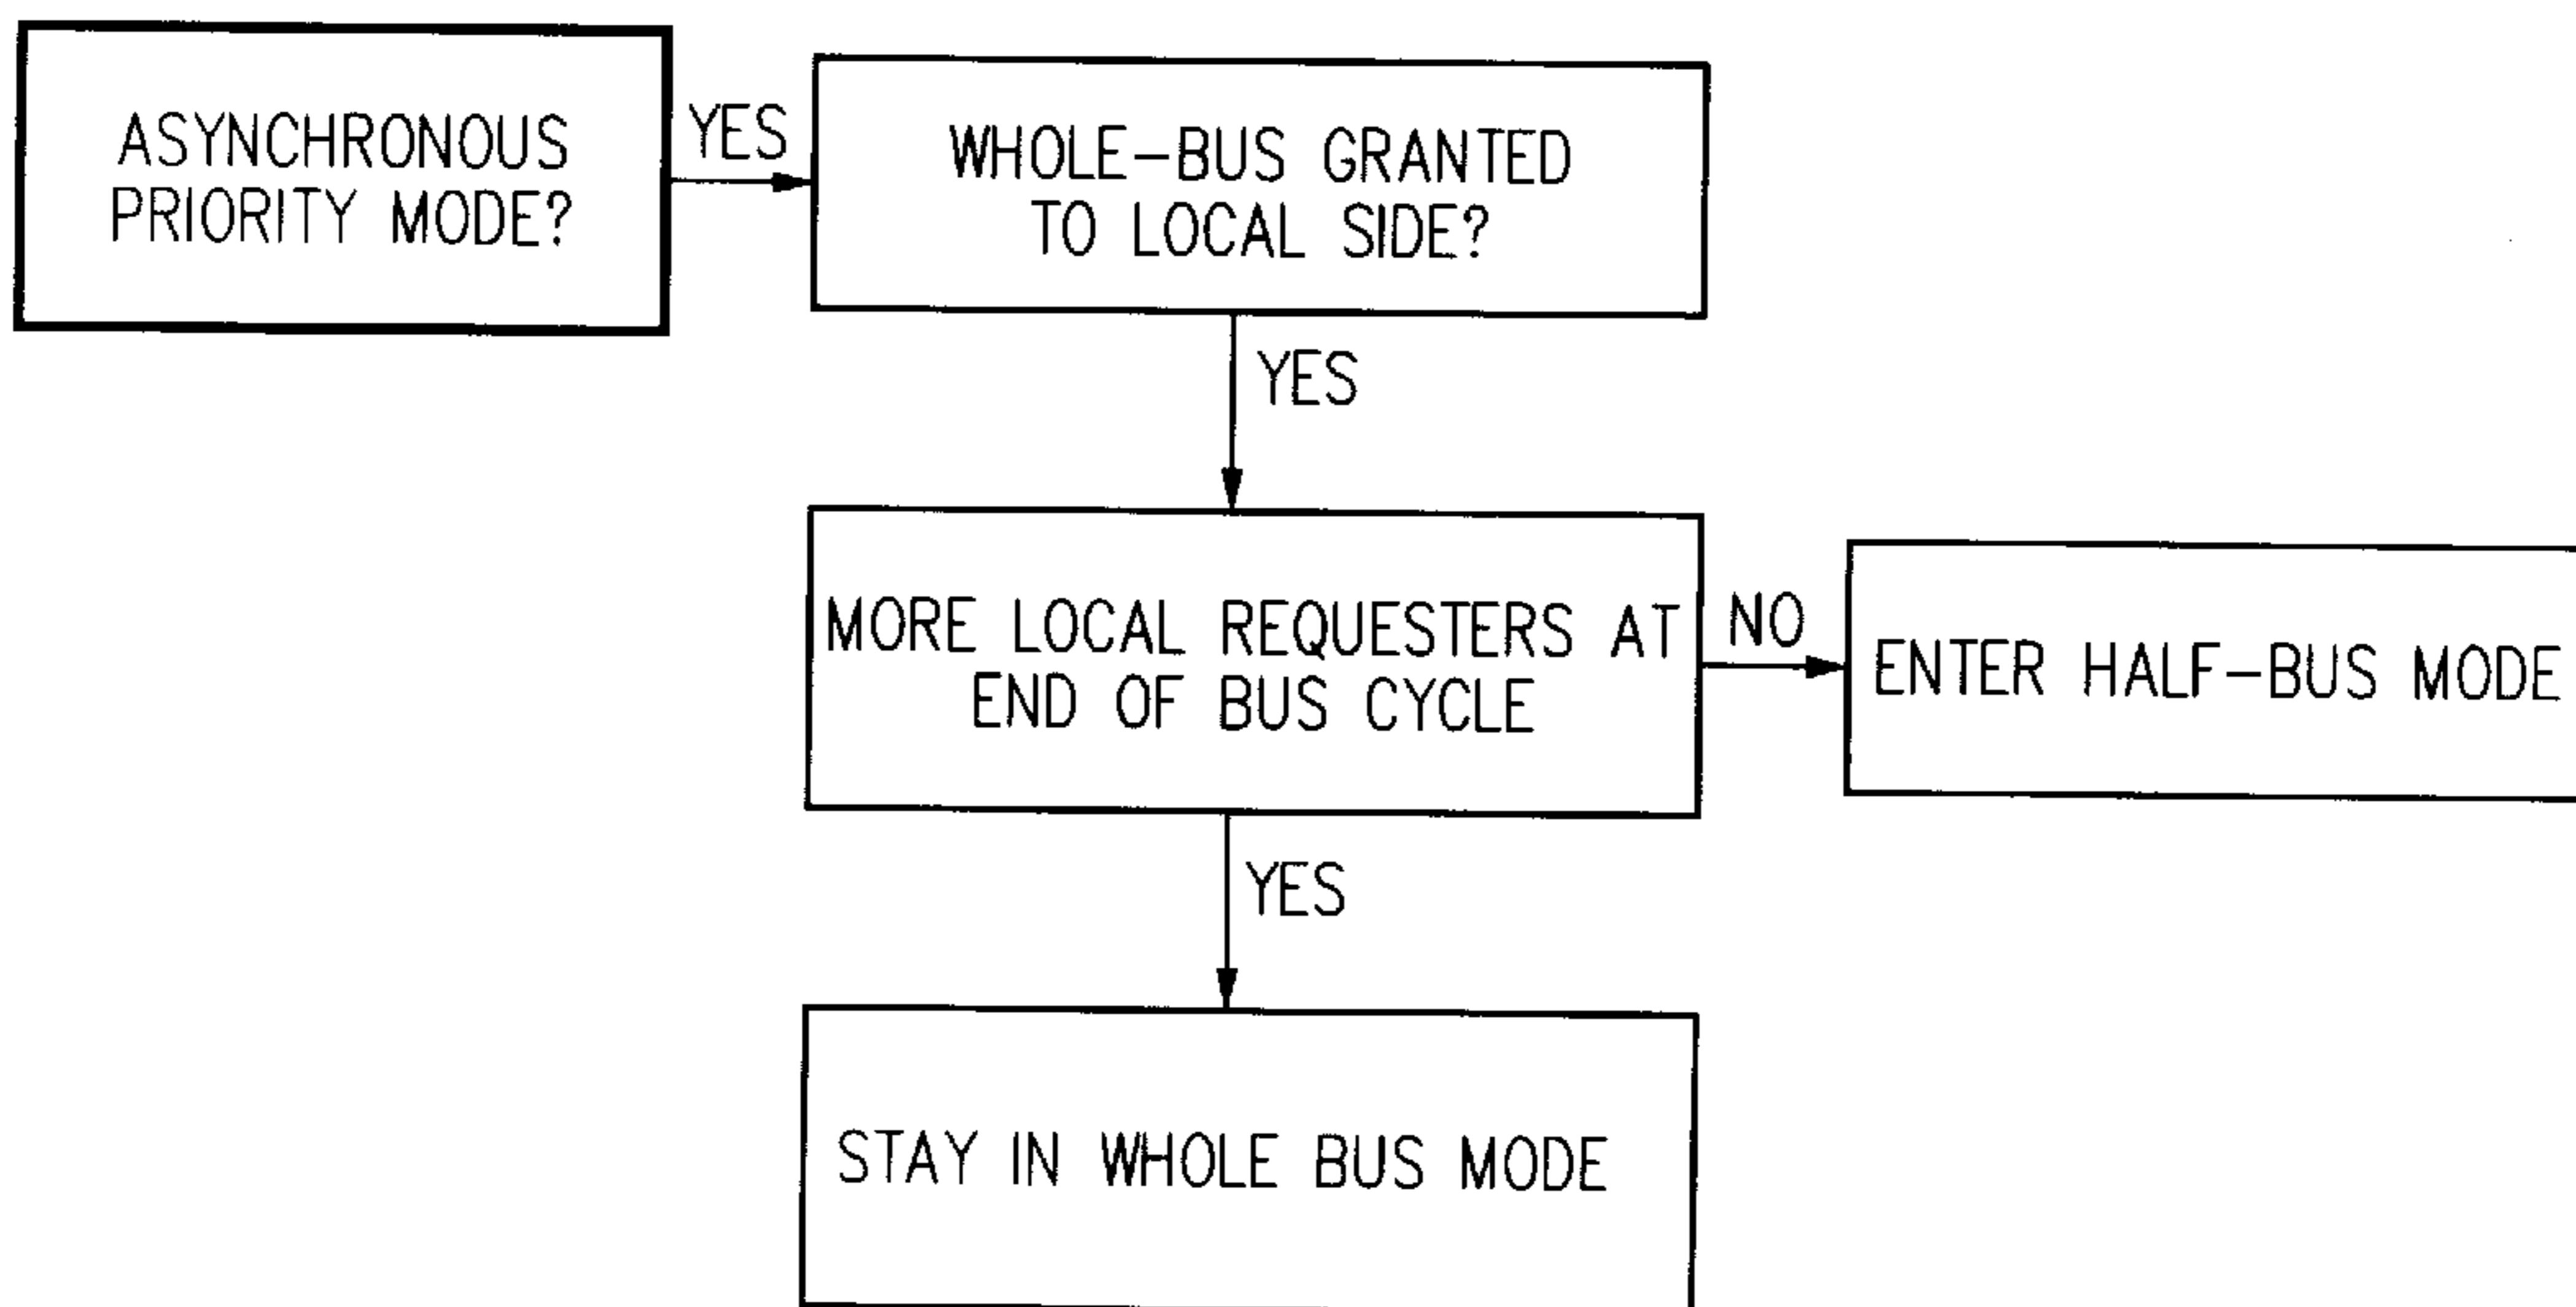 ASYNCHRONOUS
PRIORITY MODE?
YES
WHOLE-BUS GRANTED
TO LOCAL SIDE?
YES
MORE LOCAL REQUESTERS AT
END OF BUS CYCLE
NO
ENTER HALF-BUS MODE
YES
STAY IN WHOLE BUS MODE